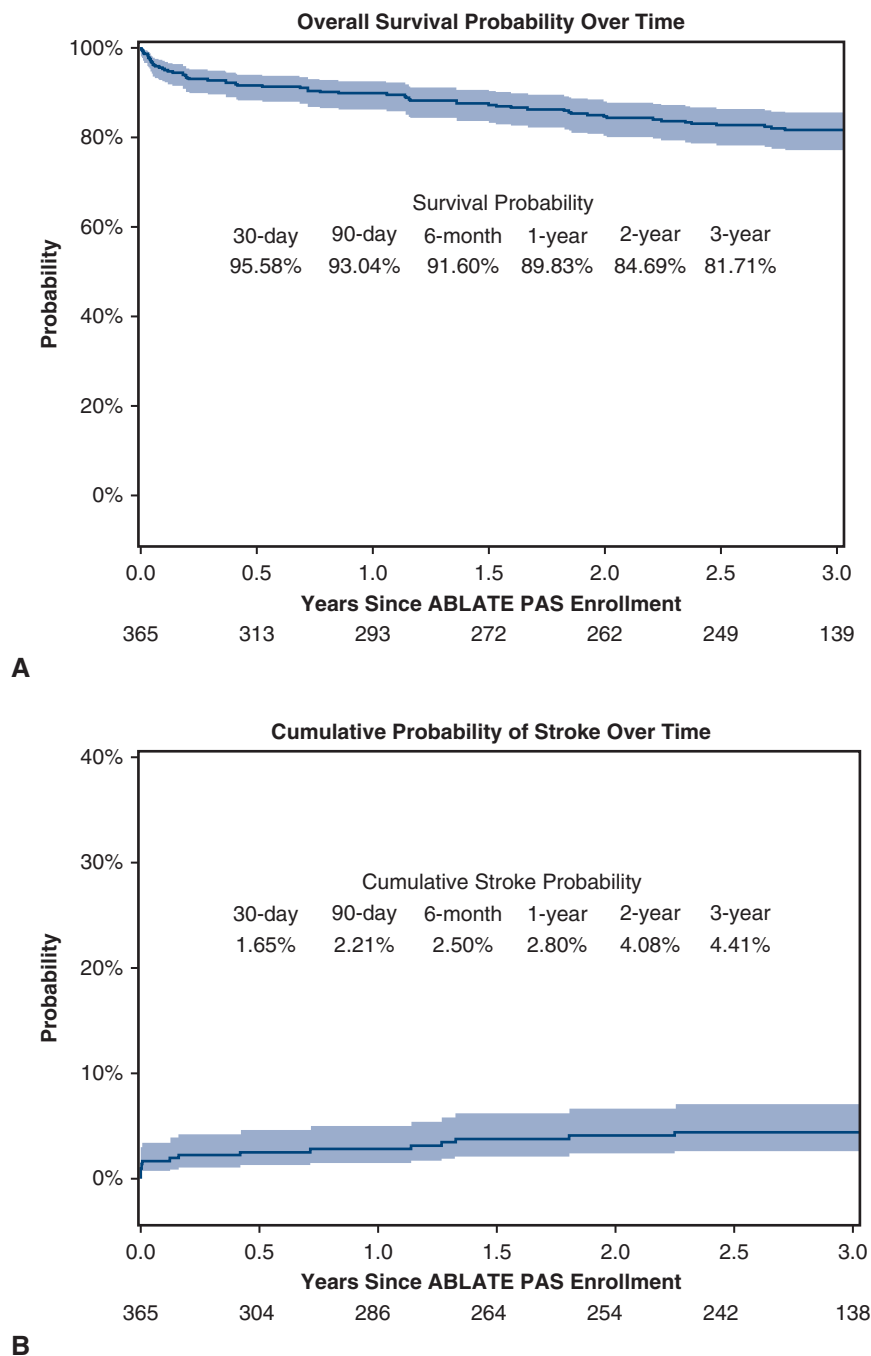 Overall Survival Probability Over Time
100%
80%
60%
40%
20%
0%
Probability
Survival Probability
30-day 90-day 6-month 1-year 2-year 3-year
95.58% 93.04% 91.60% 89.83% 84.69% 81.71%
0.0 0.5 1.0 1.5 2.0 2.5 3.0
Years Since ABLATE PAS Enrollment
365 313 293 272 262 249 139
A
Cumulative Probability of Stroke Over Time
40%
30%
20%
10%
0%
Probability
Cumulative Stroke Probability
30-day 90-day 6-month 1-year 2-year 3-year
1.65% 2.21% 2.50% 2.80% 4.08% 4.41%
0.0 0.5 1.0 1.5 2.0 2.5 3.0
Years Since ABLATE PAS Enrollment
365 304 286 264 254 242 138
B